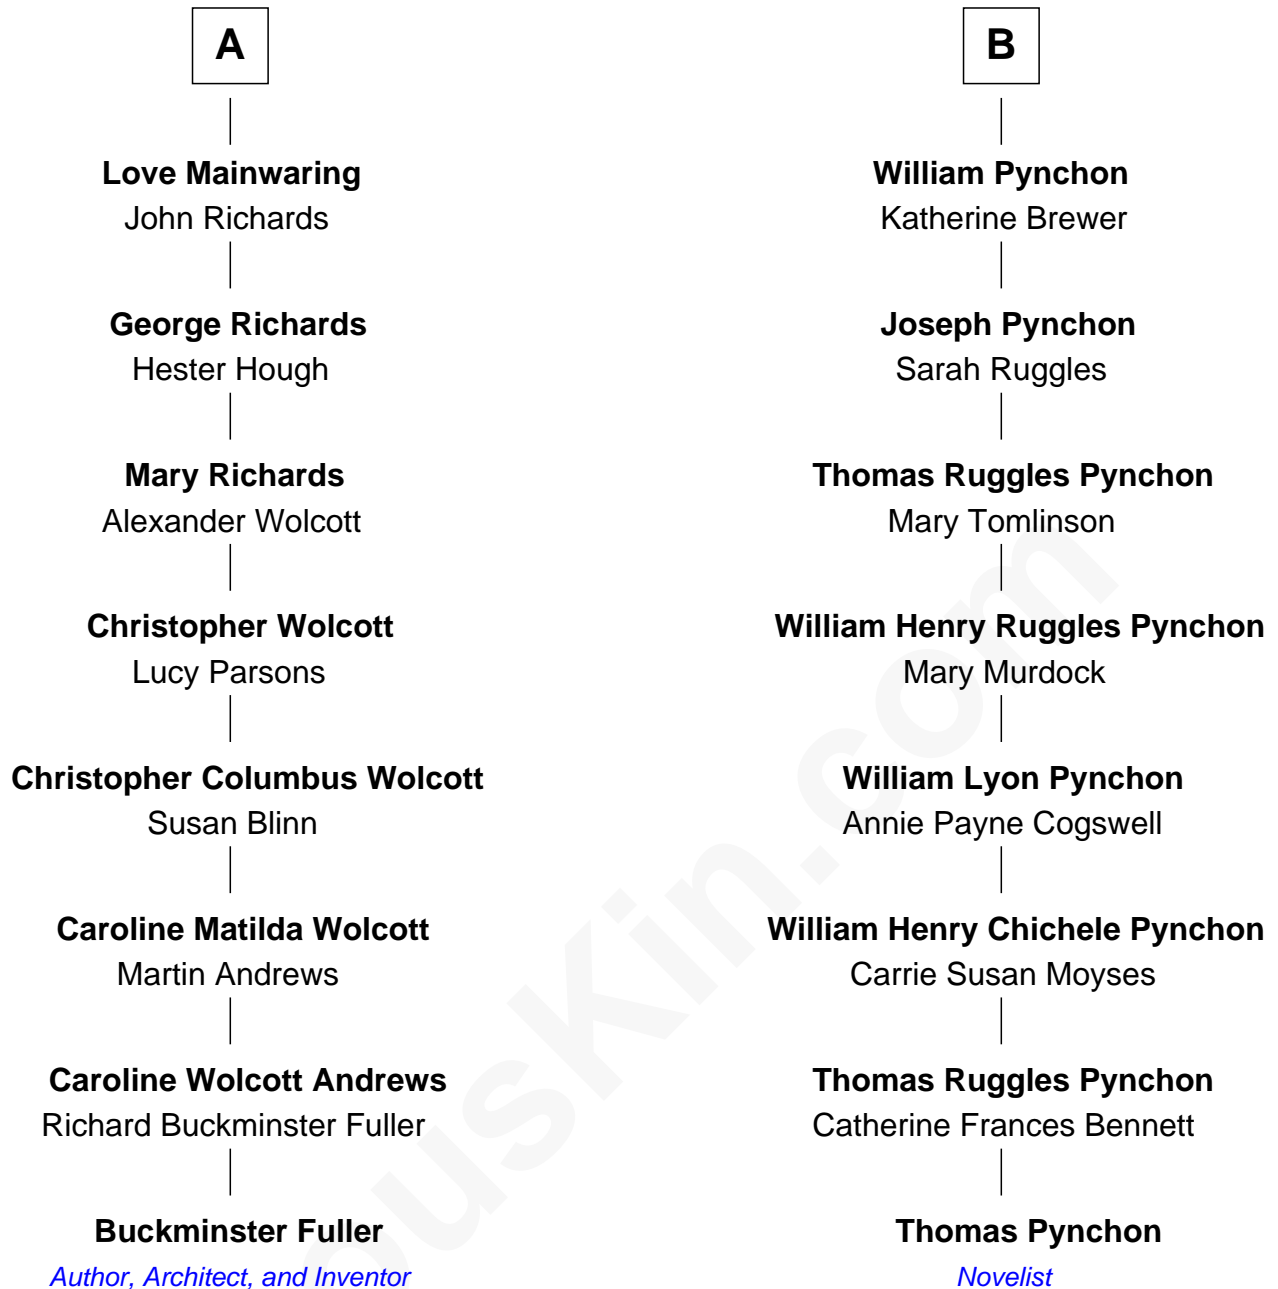 A
Love Mainwaring
John Richards
George Richards
Hester Hough
Mary Richards
Alexander Wolcott
Christopher Wolcott
Lucy Parsons
Christopher Columbus Wolcott
Susan Blinn
Caroline Matilda Wolcott
Martin Andrews
Caroline Wolcott Andrews
Richard Buckminster Fuller
Buckminster Fuller
Author, Architect, and Inventor
B
William Pynchon
Katherine Brewer
Joseph Pynchon
Sarah Ruggles
Thomas Ruggles Pynchon
Mary Tomlinson
William Henry Ruggles Pynchon
Mary Murdock
William Lyon Pynchon
Annie Payne Cogswell
William Henry Chichele Pynchon
Carrie Susan Moyses
Thomas Ruggles Pynchon
Catherine Frances Bennett
Thomas Pynchon
Novelist
ousKin.com